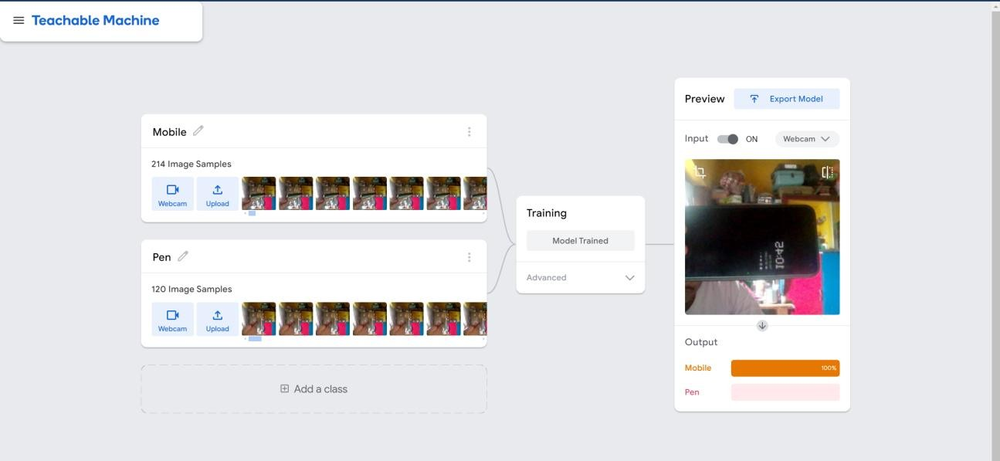 Teachable Machine
Mobile
214 Image Samples
Webcam
Upload
Pen
120 Image Samples
Webcam
Upload
Add a class
Training
Model Trained
Advanced
Preview
Export Model
Input
ON
Webcam
10:42
Output
Mobile
100%
Pen